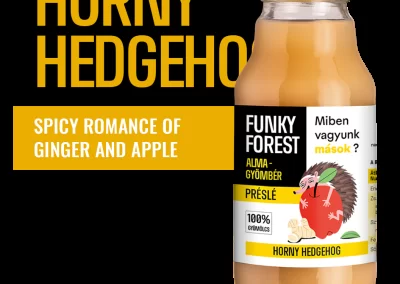 HORNY
HEDGEHOG
SPICY ROMANCE OF
GINGER AND APPLE
FUNKY
FOREST
ALMA-
GYÖMBÉR
PRÉSLÉ
100%
GYÜMÖLCS
HORNY HEDGEHOG
Miben
vagyunk
mások?